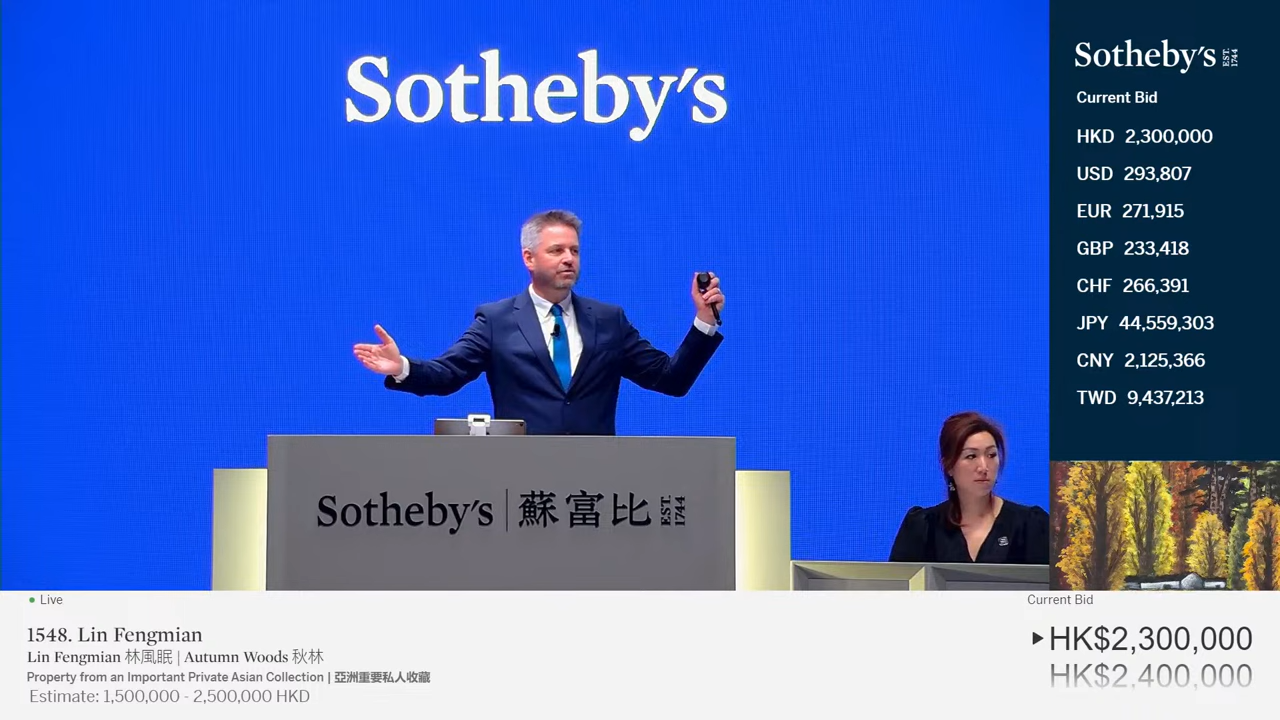 Sotheby's
Sotheby's EST. 1744
Current Bid
HKD 2,300,000
USD 293,807
EUR 271,915
GBP 233,418
CHF 266,391
JPY 44,559,303
CNY 2,125,366
TWD 9,437,213
Sotheby's | 蘇富比 EST. 1744
Live
1548. Lin Fengmian
Lin Fengmian 林風眠 | Autumn Woods 秋林
Property from an Important Private Asian Collection | 亞洲重要私人收藏
Estimate: 1,500,000 - 2,500,000 HKD
Current Bid
HK$2,300,000
HK$2,400,000